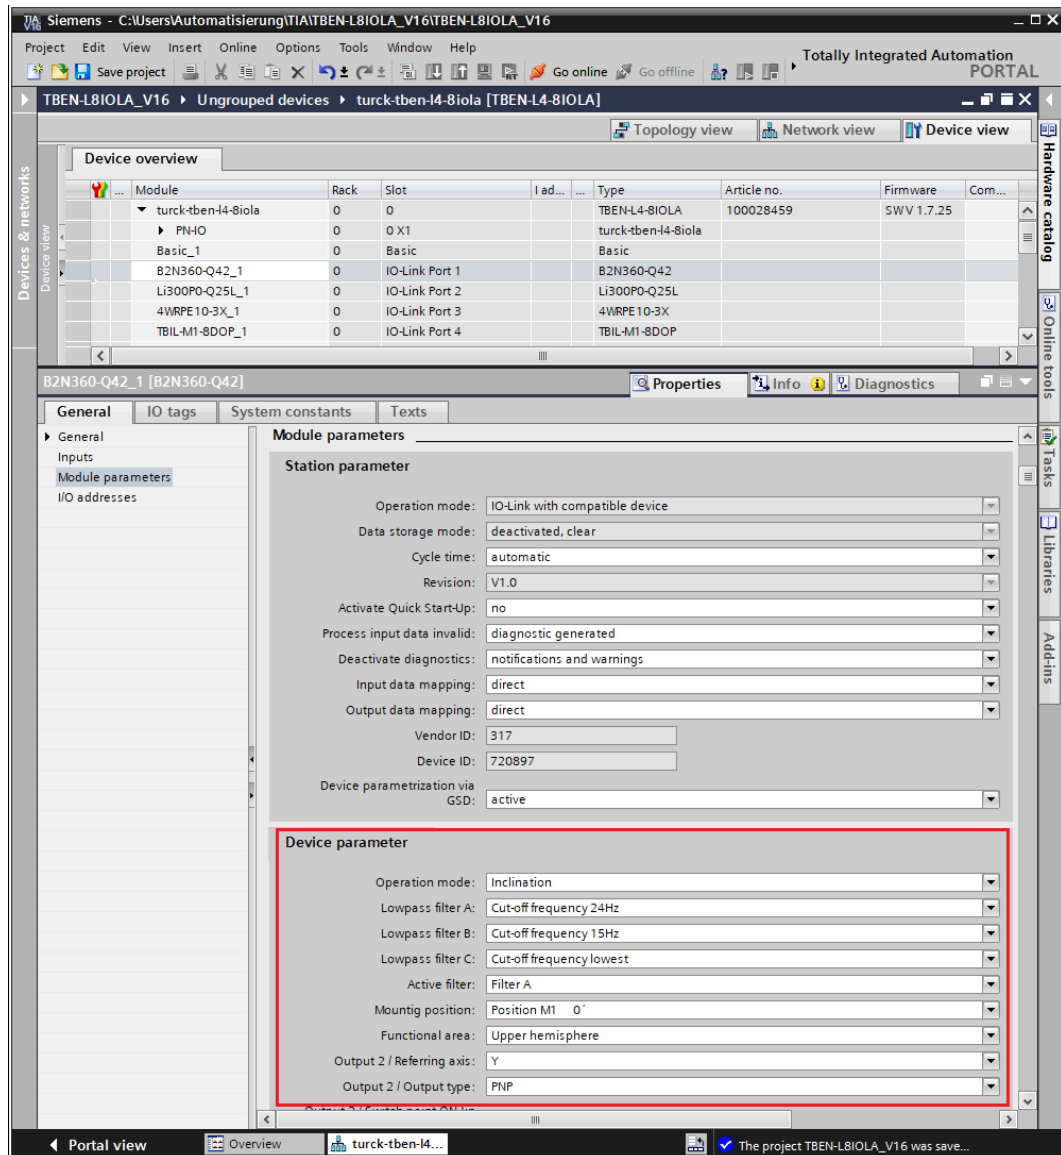 Siemens - C:\Users\Automatisierung\TIA\TBEN-L8IOLA_V16\TBEN-L8IOLA_V16
Project Edit View Insert Online Options Tools Window Help
Save project Go online Go offline
Totally Integrated Automation
PORTAL
TBEN-L8IOLA_V16 Ungrouped devices turck-tben-l4-8iola [TBEN-L4-8IOLA]
Topology view Network view Device view
Device overview
... Module Rack Slot I ad... ... Type Article no. Firmware Com...
turck-tben-l4-8iola 0 0 TBEN-L4-8IOLA 100028459 SWV 1.7.25
PN-IO 0 0 X1 turck-tben-l4-8iola
Basic_1 0 Basic Basic
B2N360-Q42_1 0 IO-Link Port 1 B2N360-Q42
Li300P0-Q25L_1 0 IO-Link Port 2 Li300P0-Q25L
4WRPE10-3X_1 0 IO-Link Port 3 4WRPE10-3X
TBIL-M1-8DOP_1 0 IO-Link Port 4 TBIL-M1-8DOP
B2N360-Q42_1 [B2N360-Q42]
Properties Info Diagnostics
General IO tags System constants Texts
General
Inputs
Module parameters
I/O addresses
Module parameters
Station parameter
Operation mode: IO-Link with compatible device
Data storage mode: deactivated, clear
Cycle time: automatic
Revision: V1.0
Activate Quick Start-Up: no
Process input data invalid: diagnostic generated
Deactivate diagnostics: notifications and warnings
Input data mapping: direct
Output data mapping: direct
Vendor ID: 317
Device ID: 720897
Device parametrization via
GSD: active
Device parameter
Operation mode: Inclination
Lowpass filter A: Cut-off frequency 24Hz
Lowpass filter B: Cut-off frequency 15Hz
Lowpass filter C: Cut-off frequency lowest
Active filter: Filter A
Mountig position: Position M1 0´
Functional area: Upper hemisphere
Output 2 / Referring axis: Y
Output 2 / Output type: PNP
Portal view Overview turck-tben-l4... The project TBEN-L8IOLA_V16 was save...
Devices & networks
Device view
Hardware catalog
Online tools
Tasks
Libraries
Add-ins